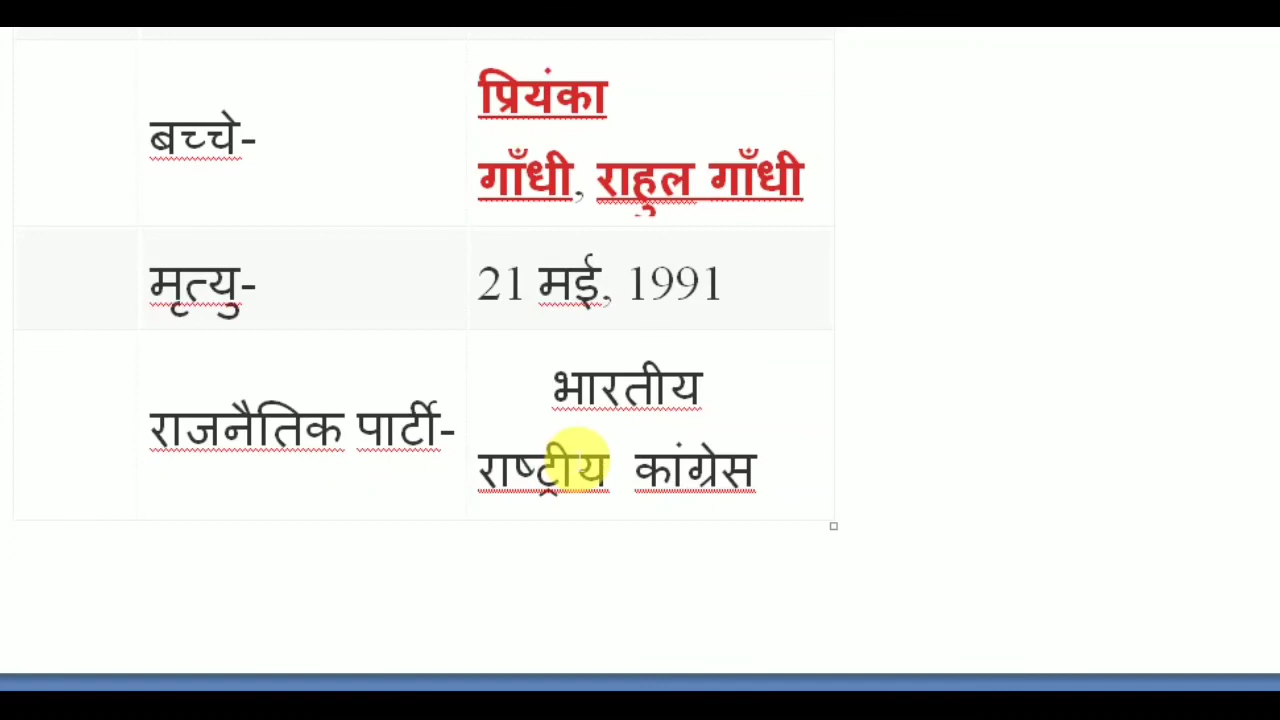 बच्चे-
प्रियंका
गाँधी, राहुल गाँधी
मृत्यु-
21 मई, 1991
राजनैतिक पार्टी-
भारतीय
राष्ट्रीय कांग्रेस